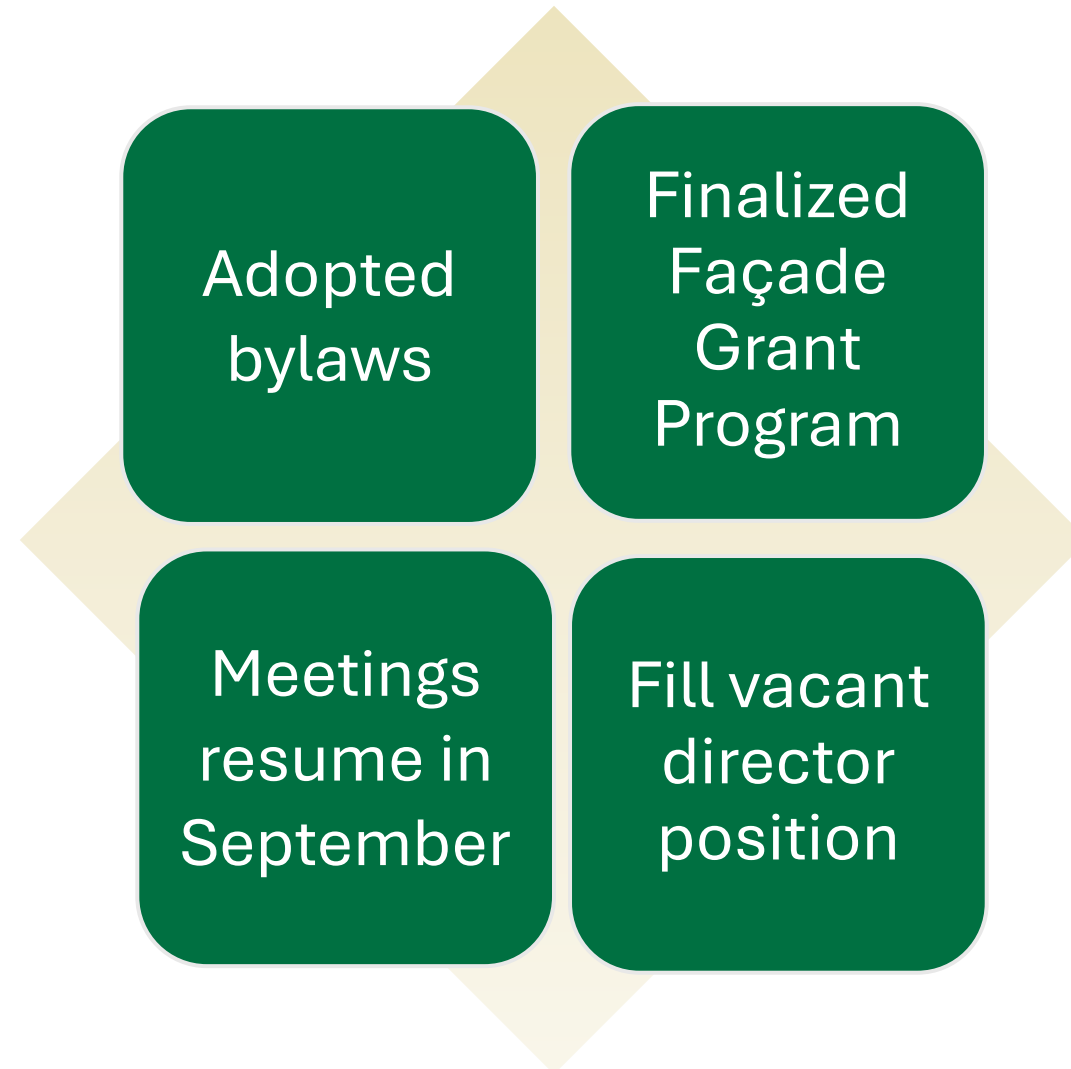 Adopted
bylaws
Finalized
Façade
Grant
Program
Meetings
resume in
September
Fill vacant
director
position